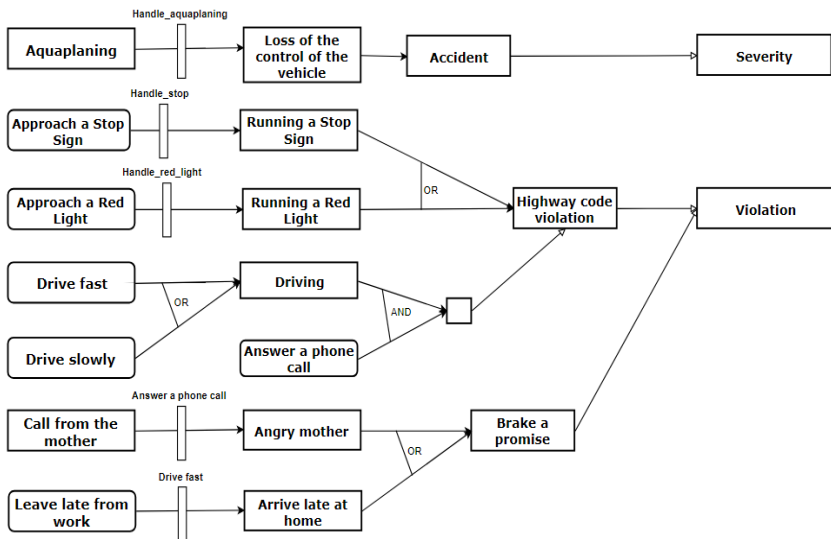 Handle_aquaplaning
Aquaplaning
Loss of the
control of the
vehicle
Accident
Severity
Handle_stop
Approach a Stop
Sign
Running a Stop
Sign
Handle_red_light
OR
Approach a Red
Light
Running a Red
Light
Highway code
violation
Violation
Drive fast
OR
Driving
AND
Drive slowly
Answer a phone
call
Answer a phone call
Call from the
mother
Angry mother
OR
Brake a
promise
Drive fast
Leave late from
work
Arrive late at
home